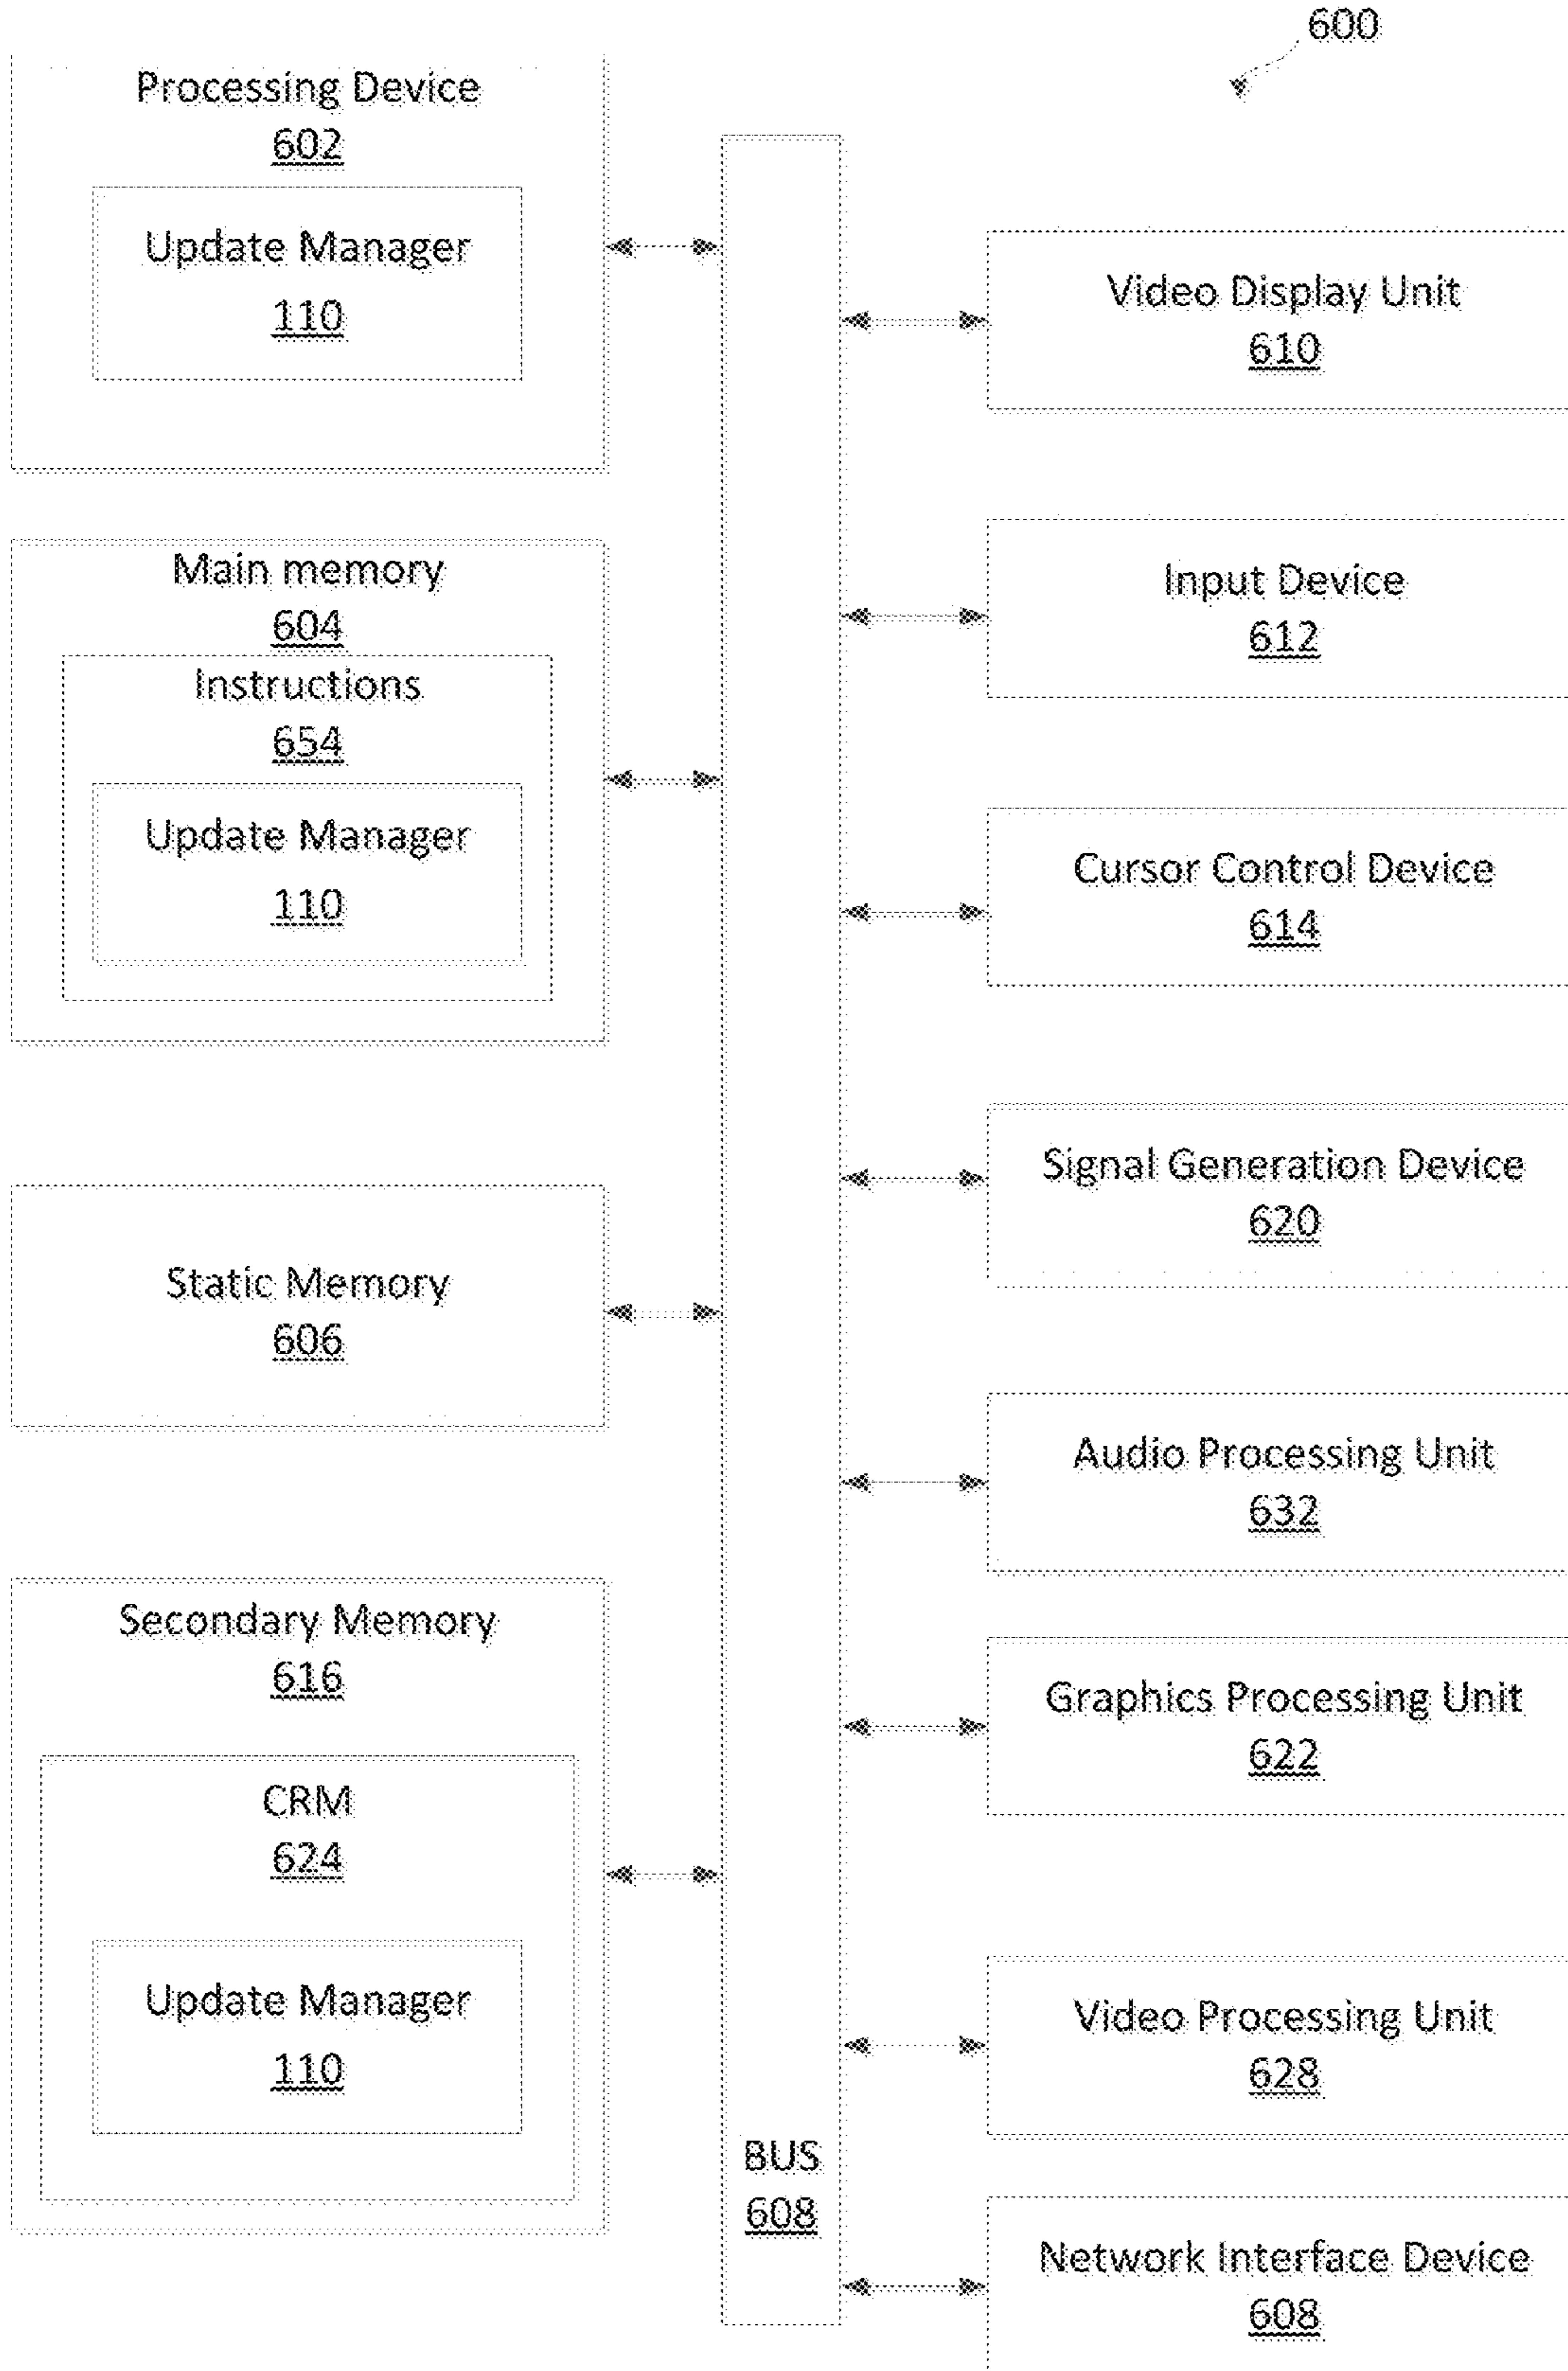 600
Processing Device
602
Update Manager
110
Main memory
604
Instructions
654
Update Manager
110
Static Memory
606
Secondary Memory
616
CRM
624
Update Manager
110
BUS
608
Video Display Unit
610
Input Device
612
Cursor Control Device
614
Signal Generation Device
620
Audio Processing Unit
632
Graphics Processing Unit
622
Video Processing Unit
628
Network Interface Device
608